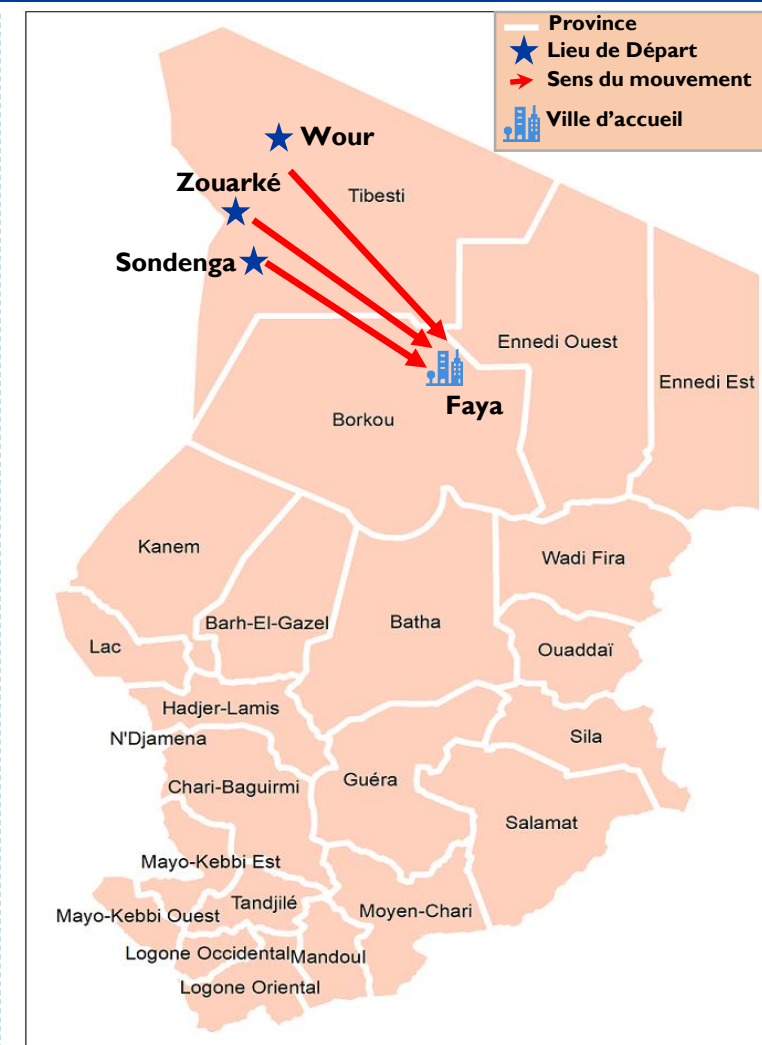 Province
Lieu de Départ
Sens du mouvement
Ville d'accueil
Wour
Zouarké
Tibesti
Sondenga
Ennedi Ouest
Ennedi Est
Faya
Borkou
Kanem
Wadi Fira
Barh-El-Gazel
Batha
Lac
Ouaddaï
Hadjer-Lamis
N'Djamena
Sila
Guéra
Chari-Baguirmi
Salamat
Mayo-Kebbi Est
Tandjilé
Moyen-Chari
Mayo-Kebbi Ouest
Logone Occidental
Mandoul
Logone Oriental